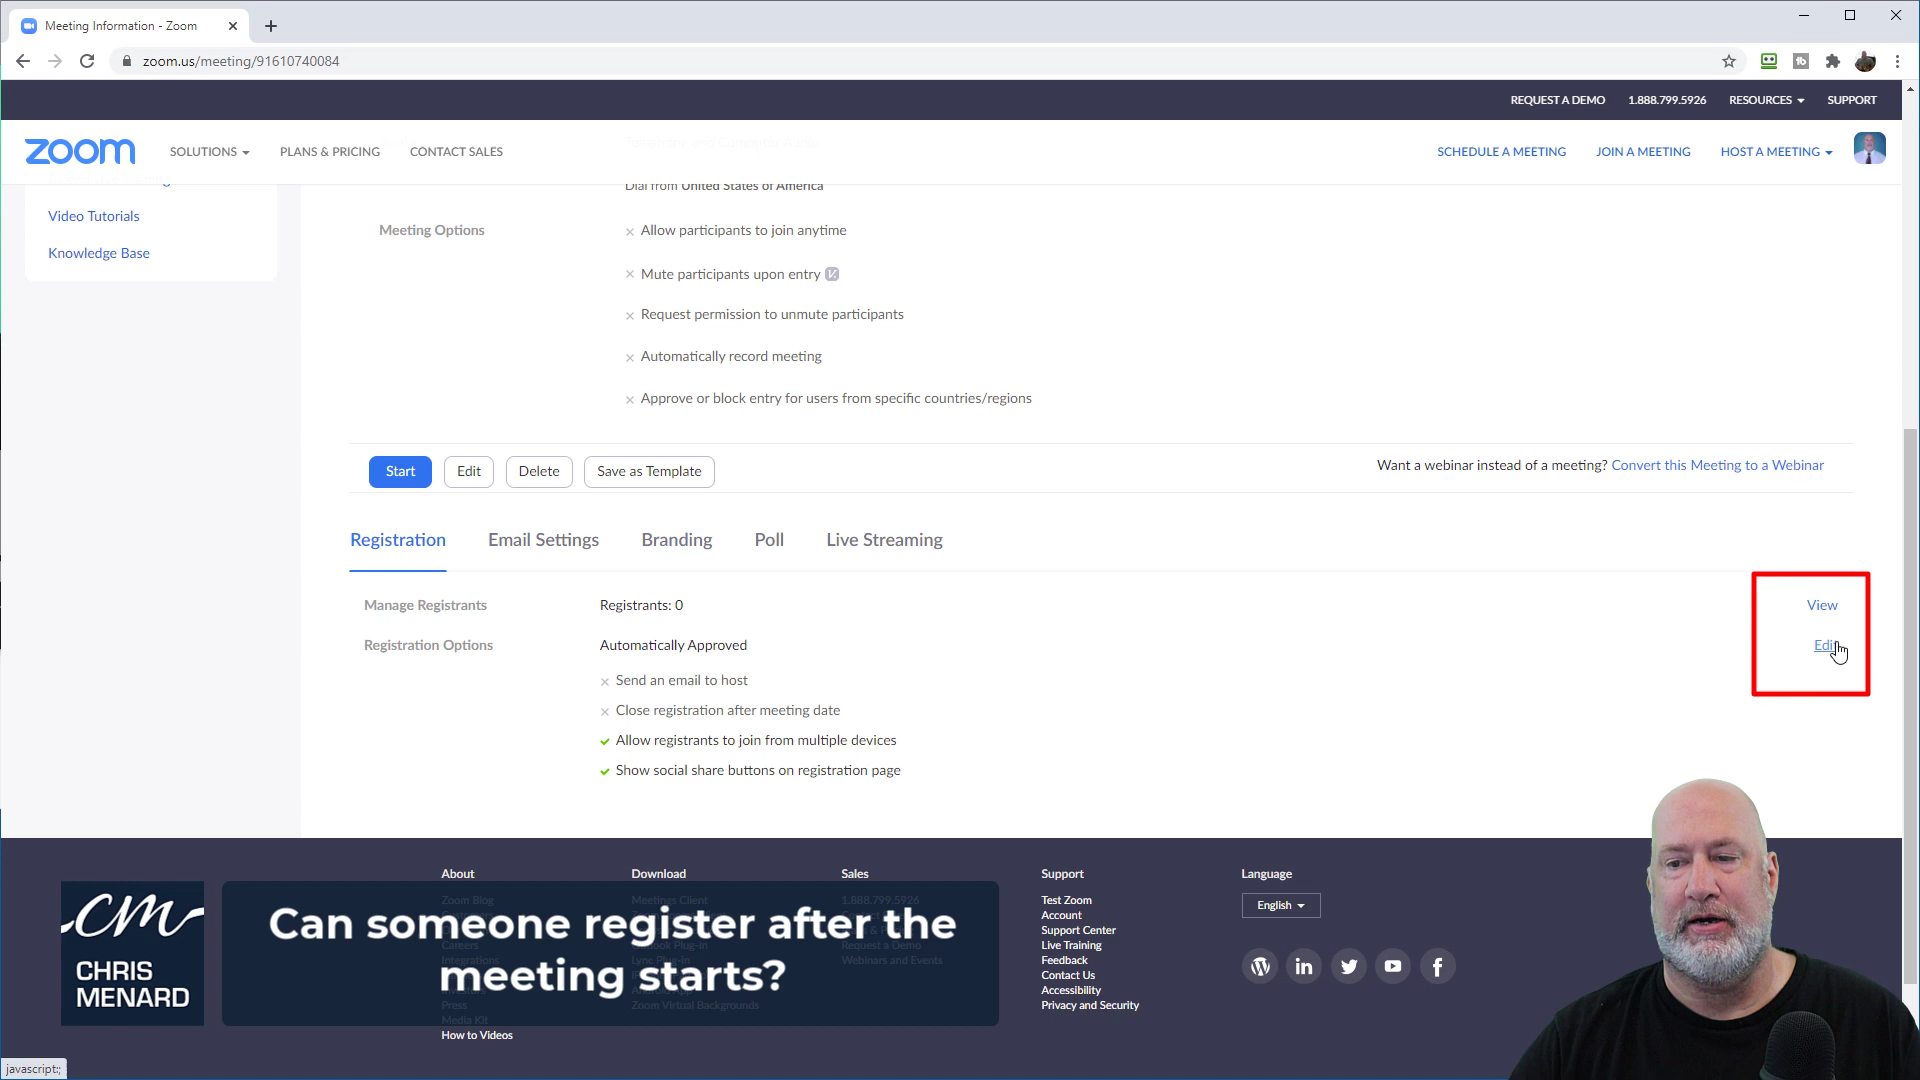 Meeting Information - Zoom
zoom.us/meeting/91610740084
REQUEST A DEMO 1.888.799.5926 RESOURCES SUPPORT
zoom SOLUTIONS PLANS & PRICING CONTACT SALES SCHEDULE A MEETING JOIN A MEETING HOST A MEETING
Dial from United States of America
Video Tutorials
Knowledge Base
Meeting Options
Allow participants to join anytime
Mute participants upon entry
Request permission to unmute participants
Automatically record meeting
Approve or block entry for users from specific countries/regions
Start Edit Delete Save as Template
Want a webinar instead of a meeting? Convert this Meeting to a Webinar
Registration Email Settings Branding Poll Live Streaming
Manage Registrants Registrants: 0 View
Registration Options Automatically Approved Edit
Send an email to host
Close registration after meeting date
Allow registrants to join from multiple devices
Show social share buttons on registration page
About
Zoom Blog
Careers
Integrations
Press
Media Kit
How to Videos
Download
Meetings Client
Lync Plug-in
Zoom Virtual Backgrounds
Sales
1.888.799.5926
Request a Demo
Webinars and Events
Support
Test Zoom
Account
Support Center
Live Training
Feedback
Contact Us
Accessibility
Privacy and Security
Language
English
cm
CHRIS
MENARD
Can someone register after the
meeting starts?
javascript:;